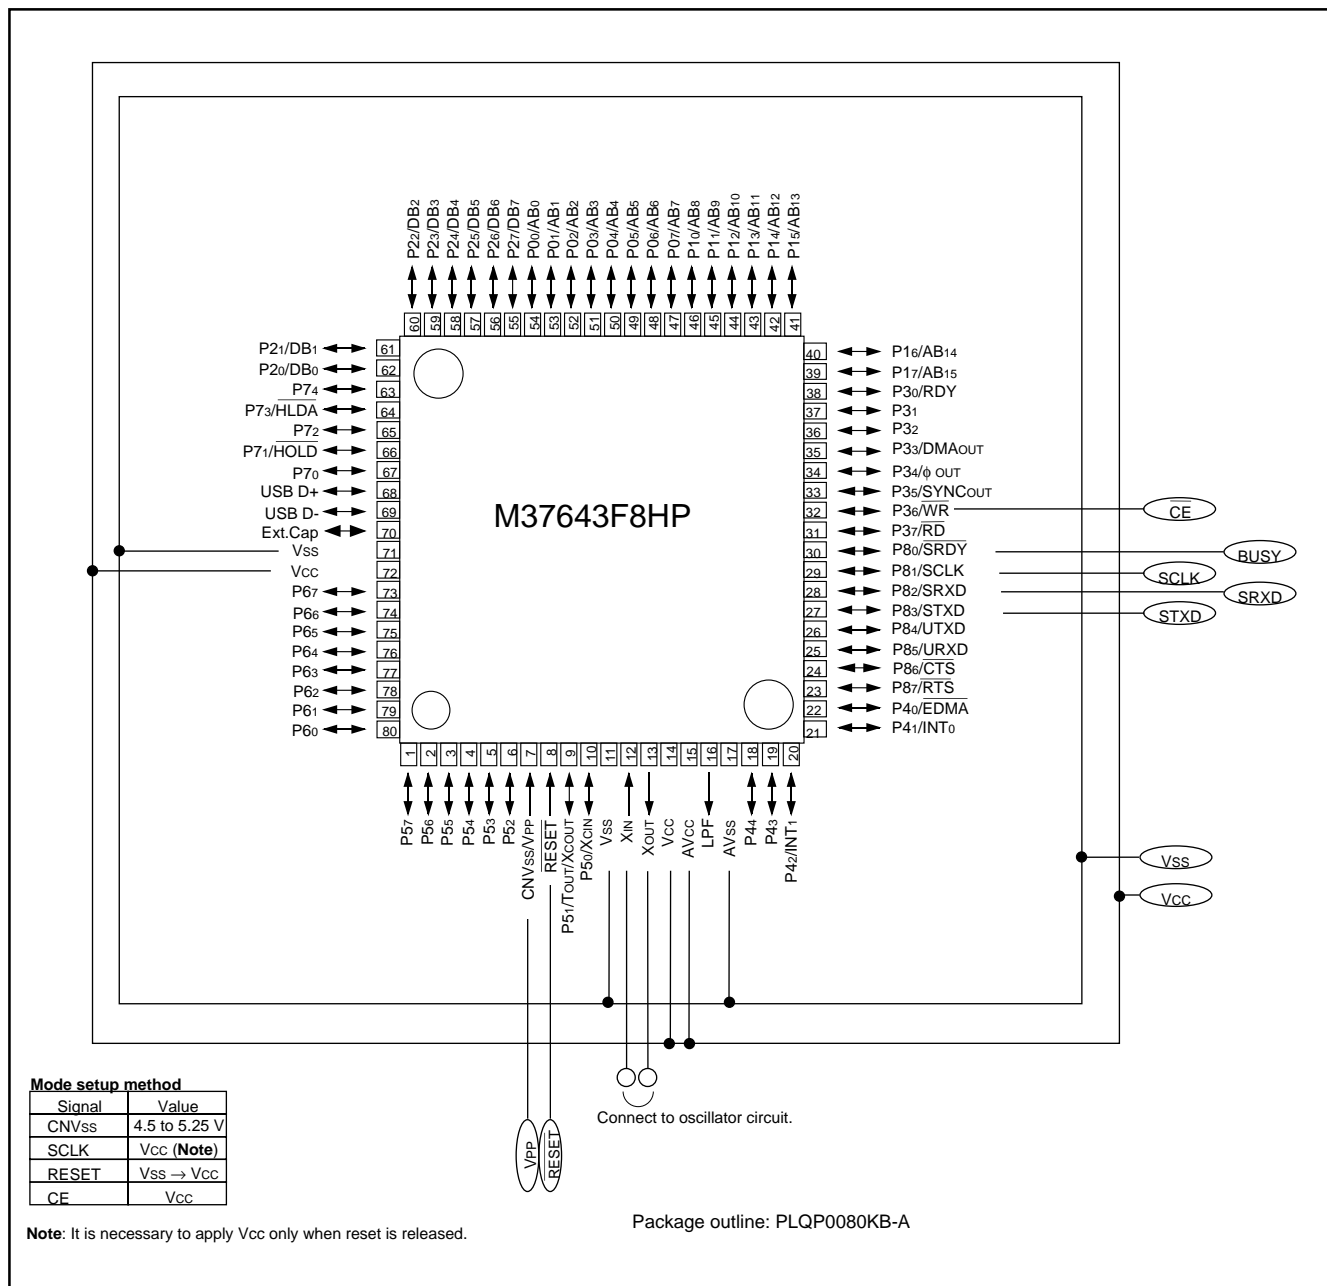 P22/DB2
P23/DB3
P24/DB4
P25/DB5
P26/DB6
P27/DB7
P00/AB0
P01/AB1
P02/AB2
P03/AB3
P04/AB4
P05/AB5
P06/AB6
P07/AB7
P10/AB8
P11/AB9
P12/AB10
P13/AB11
P14/AB12
P15/AB13
60 59 58 57 56 55 54 53 52 51 50 49 48 47 46 45 44 43 42 41
P21/DB1 61
P20/DB0 62
P74 63
P73/HLDA 64
P72 65
P71/HOLD 66
P70 67
USB D+ 68
USB D- 69
Ext.Cap 70
Vss 71
Vcc 72
P67 73
P66 74
P65 75
P64 76
P63 77
P62 78
P61 79
P60 80
M37643F8HP
40 P16/AB14
39 P17/AB15
38 P30/RDY
37 P31
36 P32
35 P33/DMAOUT
34 P34/ϕ OUT
33 P35/SYNCOUT
32 P36/WR
31 P37/RD
30 P80/SRDY
29 P81/SCLK
28 P82/SRXD
27 P83/STXD
26 P84/UTXD
25 P85/URXD
24 P86/CTS
23 P87/RTS
22 P40/EDMA
21 P41/INT0
CE
BUSY
SCLK
SRXD
STXD
Vss
Vcc
1 2 3 4 5 6 7 8 9 10 11 12 13 14 15 16 17 18 19 20
P57
P56
P55
P54
P53
P52
CNVss/VPP
RESET
P51/TOUT/XCOUT
P50/XCIN
Vss
XIN
XOUT
Vcc
AVcc
LPF
AVss
P44
P43
P42/INT1
VPP
RESET
Connect to oscillator circuit.
Mode setup method
Signal Value
CNVss 4.5 to 5.25 V
SCLK Vcc (Note)
RESET Vss → Vcc
CE Vcc
Note: It is necessary to apply Vcc only when reset is released.
Package outline: PLQP0080KB-A